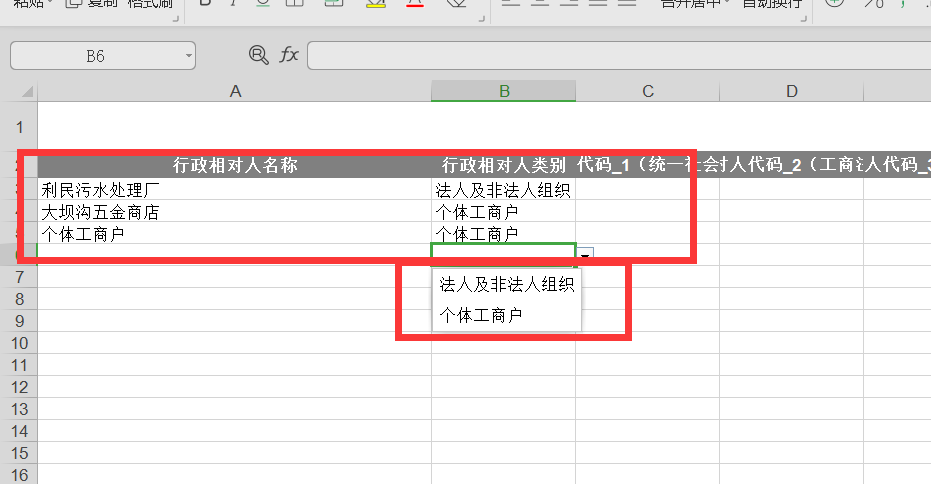 粘贴 复制 格式刷 B I U A 合并居中 自动换行
B6 fx
A B C D
1
行政相对人名称 行政相对人类别 代码_1（统一社会 人代码_2（工商 人代码_3
3 利民污水处理厂 法人及非法人组织
大坝沟五金商店 个体工商户
5 个体工商户 个体工商户
7 法人及非法人组织
8 个体工商户
9
10
11
12
13
14
15
16